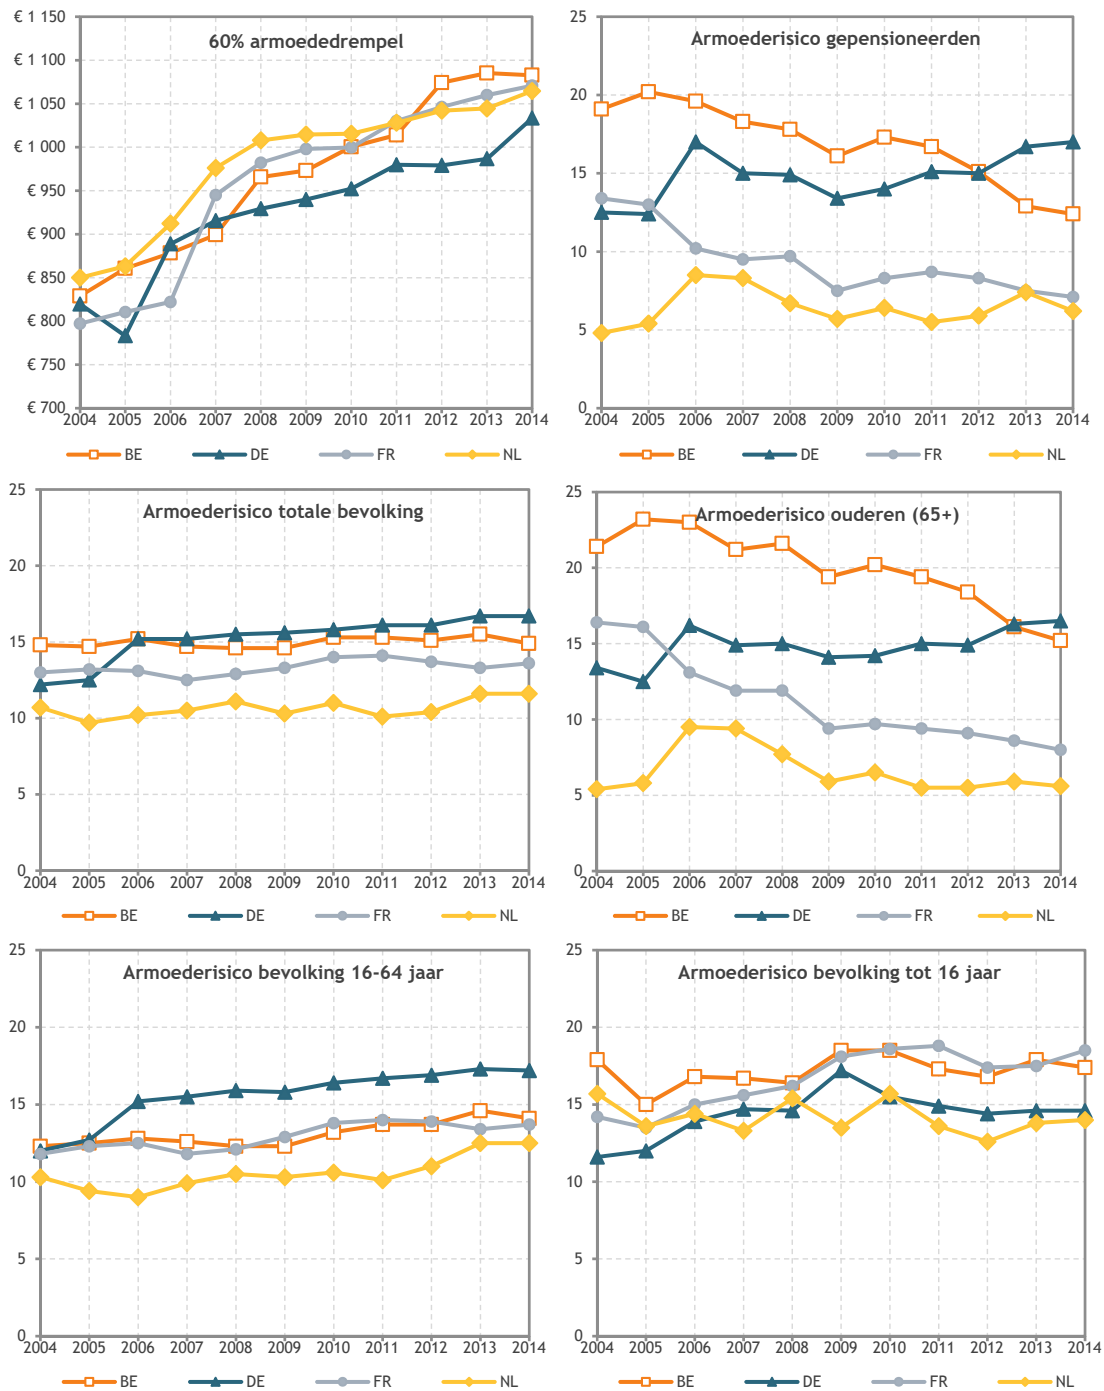 60% armoededrempel
€ 1 150
€ 1 100
€ 1 050
€ 1 000
€ 950
€ 900
€ 850
€ 800
€ 750
€ 700
2004 2005 2006 2007 2008 2009 2010 2011 2012 2013 2014
BE DE FR NL
Armoederisico gepensioneerden
25
20
15
10
5
0
2004 2005 2006 2007 2008 2009 2010 2011 2012 2013 2014
BE DE FR NL
Armoederisico totale bevolking
25
20
15
10
5
0
2004 2005 2006 2007 2008 2009 2010 2011 2012 2013 2014
BE DE FR NL
Armoederisico ouderen (65+)
25
20
15
10
5
0
2004 2005 2006 2007 2008 2009 2010 2011 2012 2013 2014
BE DE FR NL
Armoederisico bevolking 16-64 jaar
25
20
15
10
5
0
2004 2005 2006 2007 2008 2009 2010 2011 2012 2013 2014
BE DE FR NL
Armoederisico bevolking tot 16 jaar
25
20
15
10
5
0
2004 2005 2006 2007 2008 2009 2010 2011 2012 2013 2014
BE DE FR NL